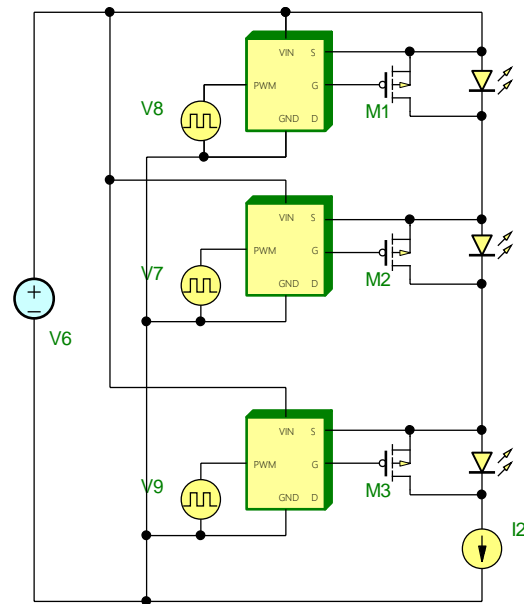 VIN S
V8 PWM G
M1
GND D
VIN S
V7 PWM G
M2
GND D
V6
VIN S
V9 PWM G
M3
GND D
I2